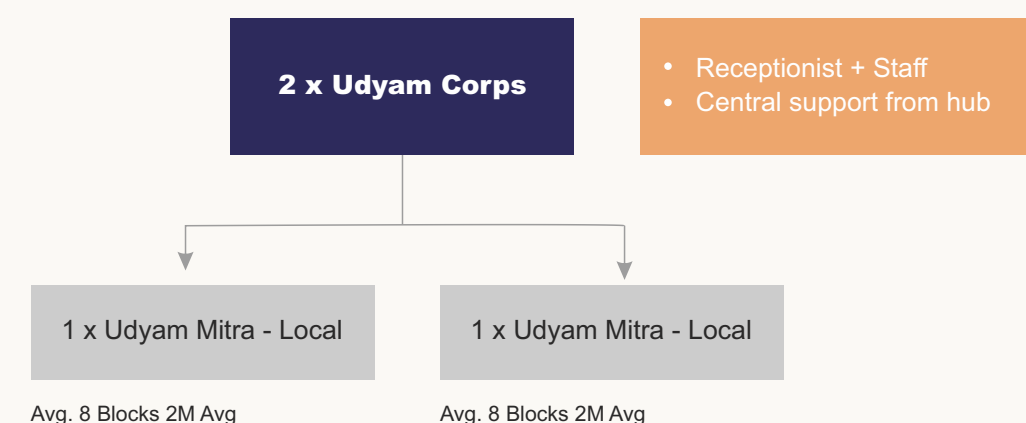 2 x Udyam Corps
• Receptionist + Staff
• Central support from hub
1 x Udyam Mitra - Local
1 x Udyam Mitra - Local
Avg. 8 Blocks 2M Avg
Avg. 8 Blocks 2M Avg